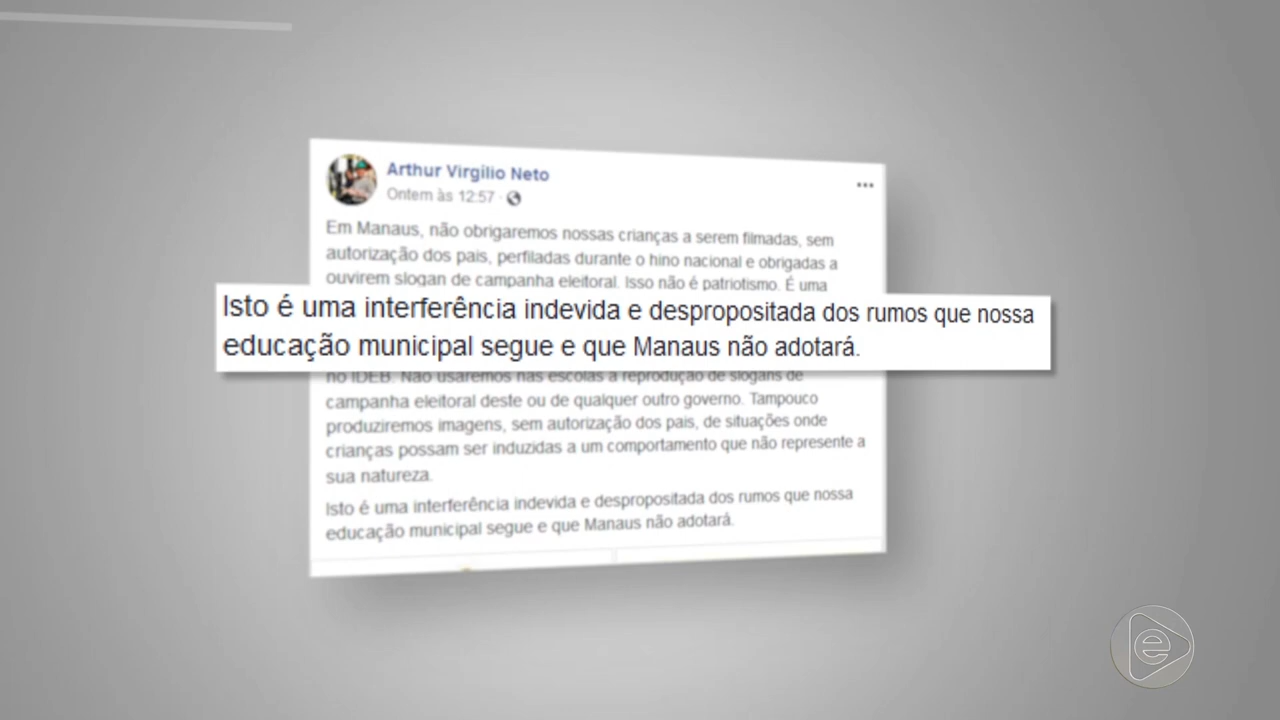 Arthur Virgílio Neto
Ontem às 12:57 ·
Em Manaus, não obrigaremos nossas crianças a serem filmadas, sem
autorização dos pais, perfiladas durante o hino nacional e obrigadas a
ouvirem slogan de campanha eleitoral. Isso não é patriotismo. É uma
Isto é uma interferência indevida e despropositada dos rumos que nossa
educação municipal segue e que Manaus não adotará.
no IDEB. Não usaremos nas escolas a reprodução de slogans de
campanha eleitoral deste ou de qualquer outro governo. Tampouco
produziremos imagens, sem autorização dos pais, de situações onde
crianças possam ser induzidas a um comportamento que não represente a
sua natureza.
Isto é uma interferência indevida e despropositada dos rumos que nossa
educação municipal segue e que Manaus não adotará.
e